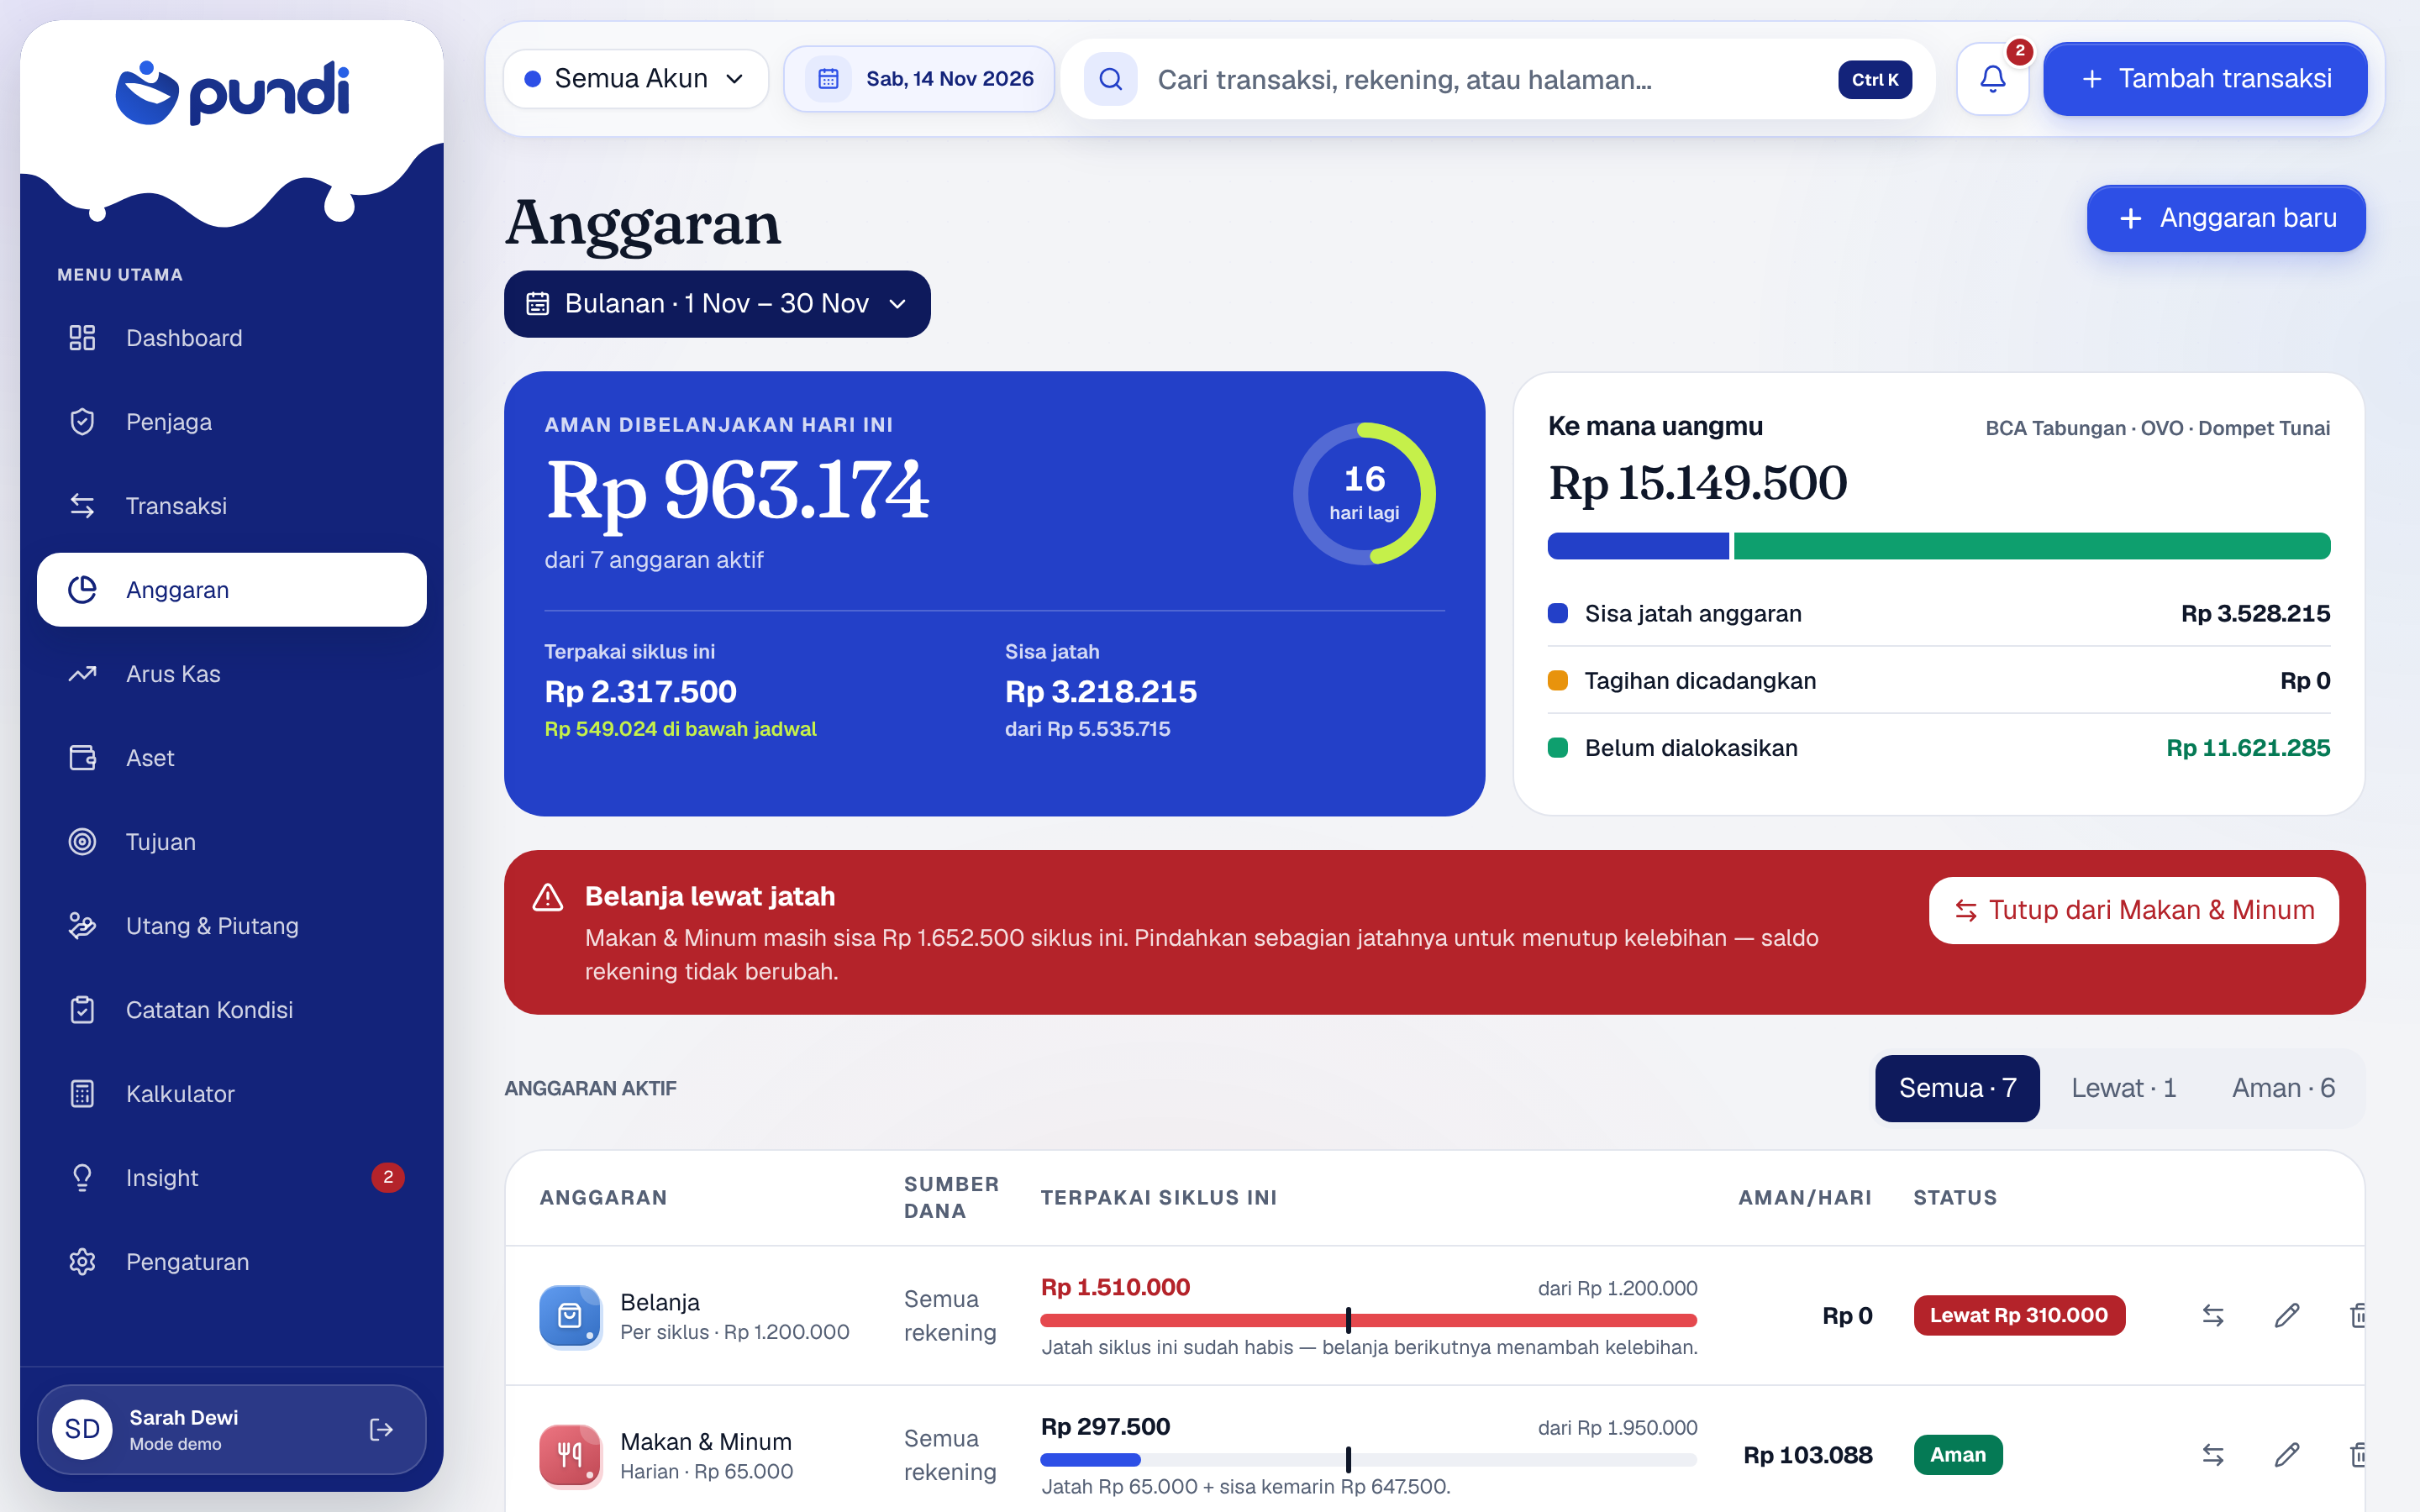 pundi
MENU UTAMA
Dashboard
Penjaga
Transaksi
Anggaran
Arus Kas
Aset
Tujuan
Utang & Piutang
Catatan Kondisi
Kalkulator
Insight 2
Pengaturan
SD
Sarah Dewi
Mode demo
Semua Akun
Sab, 14 Nov 2026
Cari transaksi, rekening, atau halaman...
Ctrl K
2
Tambah transaksi
Anggaran
Anggaran baru
Bulanan · 1 Nov – 30 Nov
AMAN DIBELANJAKAN HARI INI
Rp 963.174
dari 7 anggaran aktif
16
hari lagi
Terpakai siklus ini
Rp 2.317.500
Rp 549.024 di bawah jadwal
Sisa jatah
Rp 3.218.215
dari Rp 5.535.715
Ke mana uangmu
BCA Tabungan · OVO · Dompet Tunai
Rp 15.149.500
Sisa jatah anggaran Rp 3.528.215
Tagihan dicadangkan Rp 0
Belum dialokasikan Rp 11.621.285
Belanja lewat jatah
Makan & Minum masih sisa Rp 1.652.500 siklus ini. Pindahkan sebagian jatahnya untuk menutup kelebihan — saldo
rekening tidak berubah.
Tutup dari Makan & Minum
ANGGARAN AKTIF
Semua · 7
Lewat · 1
Aman · 6
ANGGARAN
SUMBER
DANA
TERPAKAI SIKLUS INI
AMAN/HARI
STATUS
Belanja
Per siklus · Rp 1.200.000
Semua
rekening
Rp 1.510.000
dari Rp 1.200.000
Jatah siklus ini sudah habis — belanja berikutnya menambah kelebihan.
Rp 0
Lewat Rp 310.000
Makan & Minum
Harian · Rp 65.000
Semua
rekening
Rp 297.500
dari Rp 1.950.000
Jatah Rp 65.000 + sisa kemarin Rp 647.500.
Rp 103.088
Aman